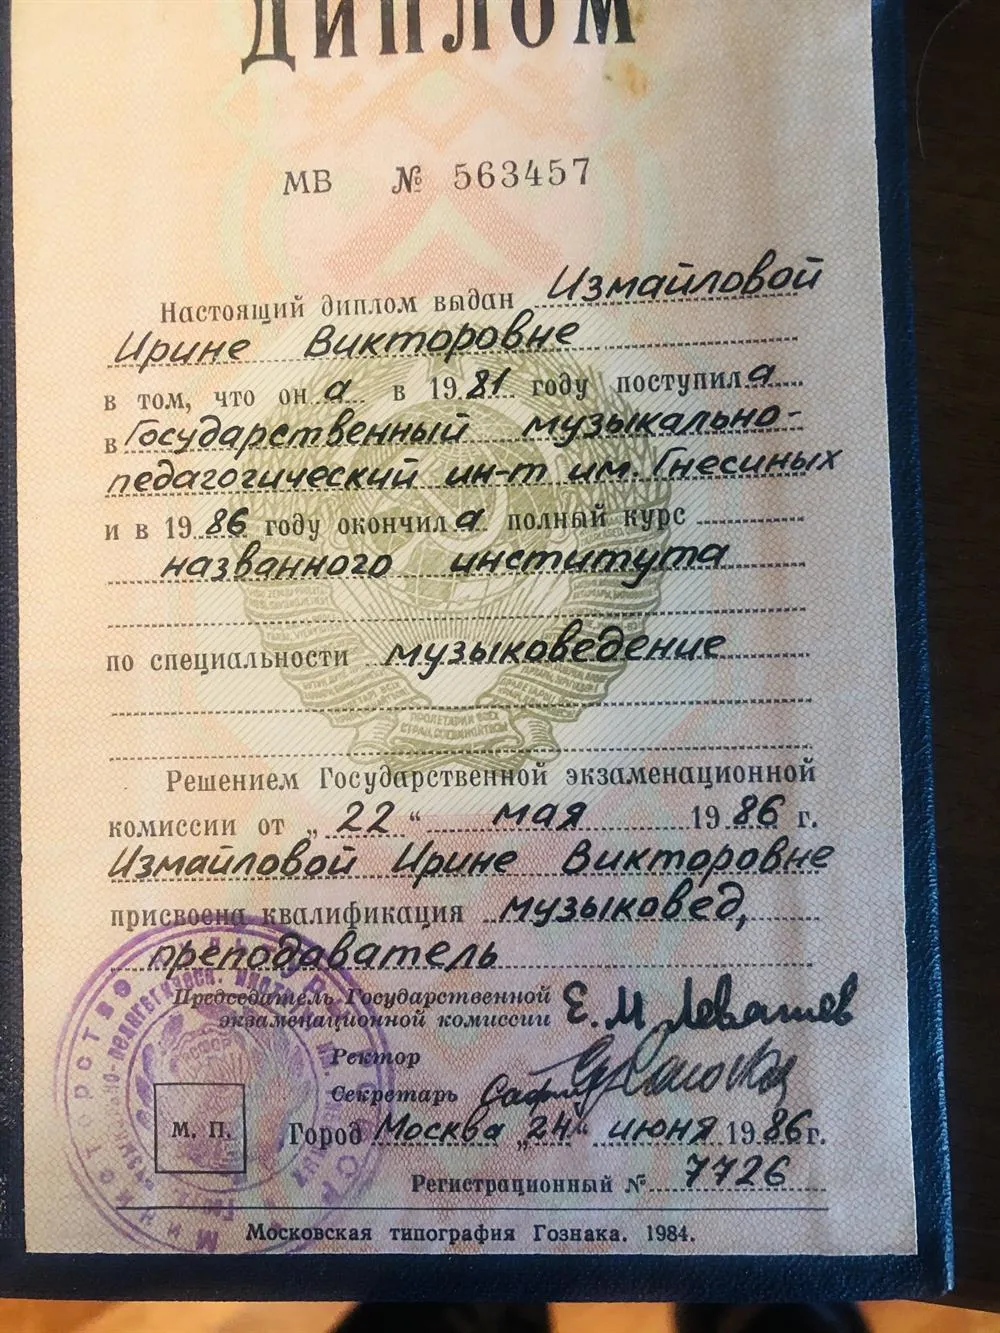 ДИПЛОМ
МВ № 563457
Настоящий диплом выдан Измайловой
Ирине Викторовне
в том, что он а в 1981 году поступила
в Государственный музыкально-
педагогический ин-т им. Гнесиных
и в 1986 году окончила полный курс
названного института
по специальности музыковедение
Решением Государственной экзаменационной
комиссии от „22“ мая 1986 г.
Измайловой Ирине Викторовне
присвоена квалификация музыковед,
преподаватель
Председатель Государственной
экзаменационной комиссии Е. М. Левашев
Ректор
Секретарь
М. П. Город Москва „24“ июня 1986 г.
Регистрационный № 7726
Московская типография Гознака. 1984.